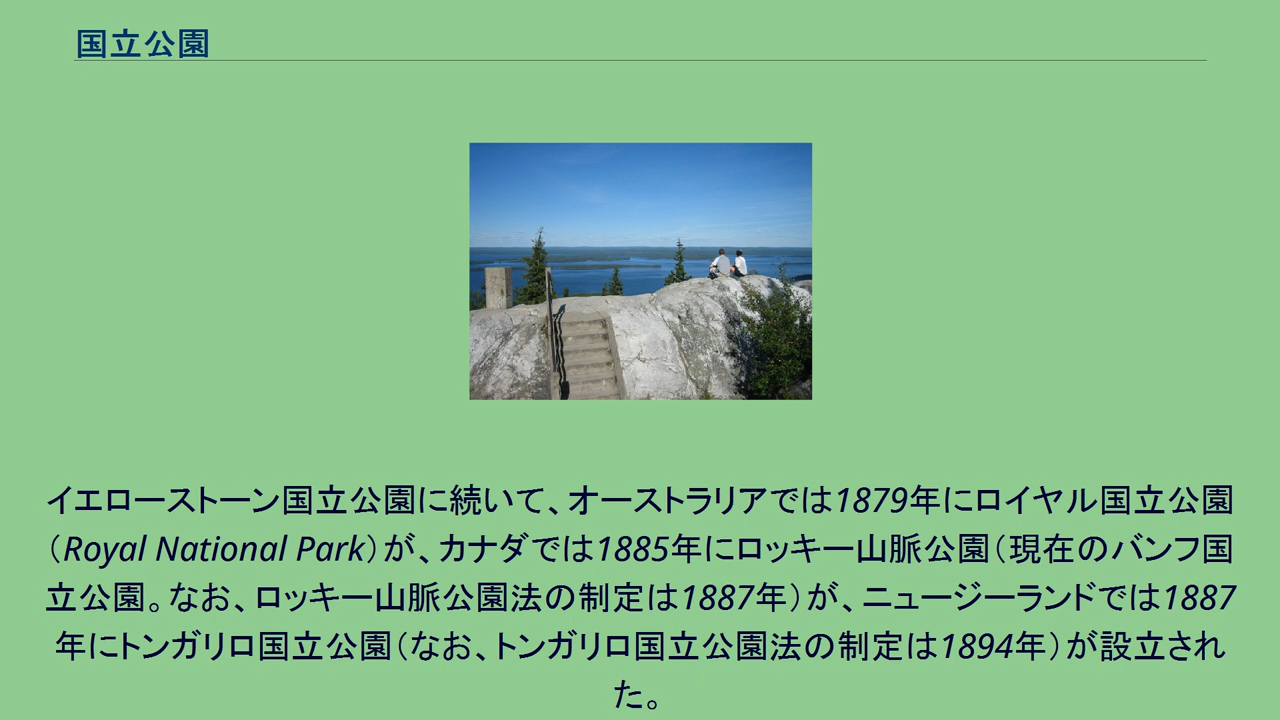 国立公園
イエローストーン国立公園に続いて、オーストラリアでは1879年にロイヤル国立公園
（Royal National Park）が、カナダでは1885年にロッキー山脈公園（現在のバンフ国
立公園。なお、ロッキー山脈公園法の制定は1887年）が、ニュージーランドでは1887
年にトンガリロ国立公園（なお、トンガリロ国立公園法の制定は1894年）が設立され
た。